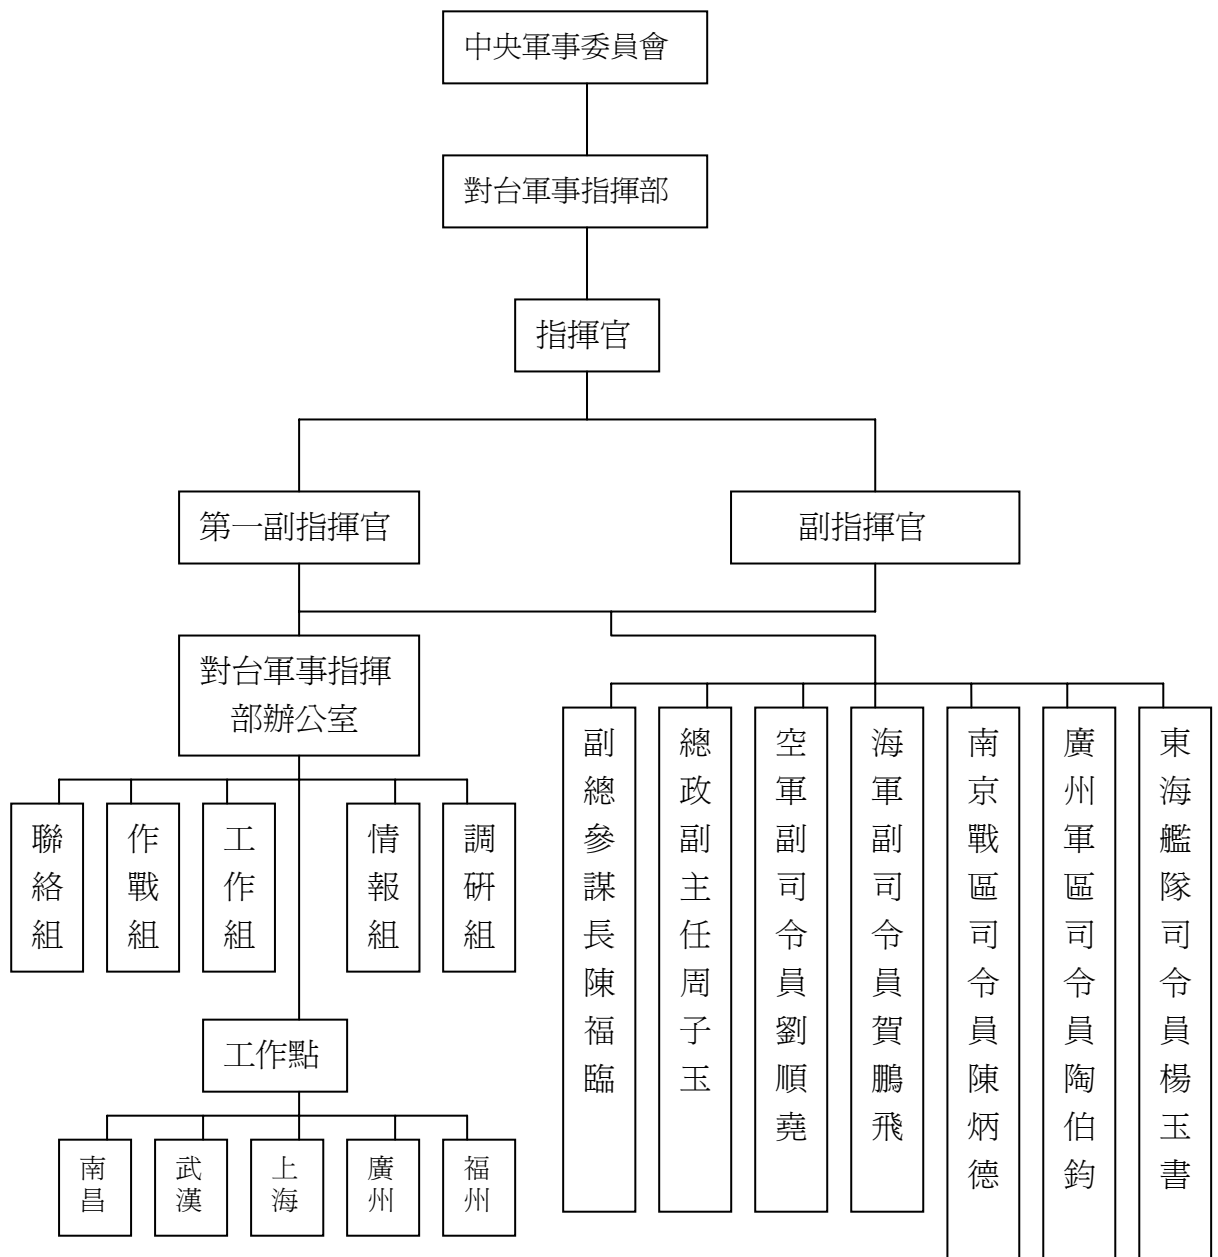 中央軍事委員會
對台軍事指揮部
指揮官
第一副指揮官
副指揮官
對台軍事指揮
部辦公室
聯絡組
作戰組
工作組
情報組
調研組
副總參謀長陳福臨
總政副主任周子玉
空軍副司令員劉順堯
海軍副司令員賀鵬飛
南京戰區司令員陳炳德
廣州軍區司令員陶伯鈞
東海艦隊司令員楊玉書
工作點
南昌
武漢
上海
廣州
福州